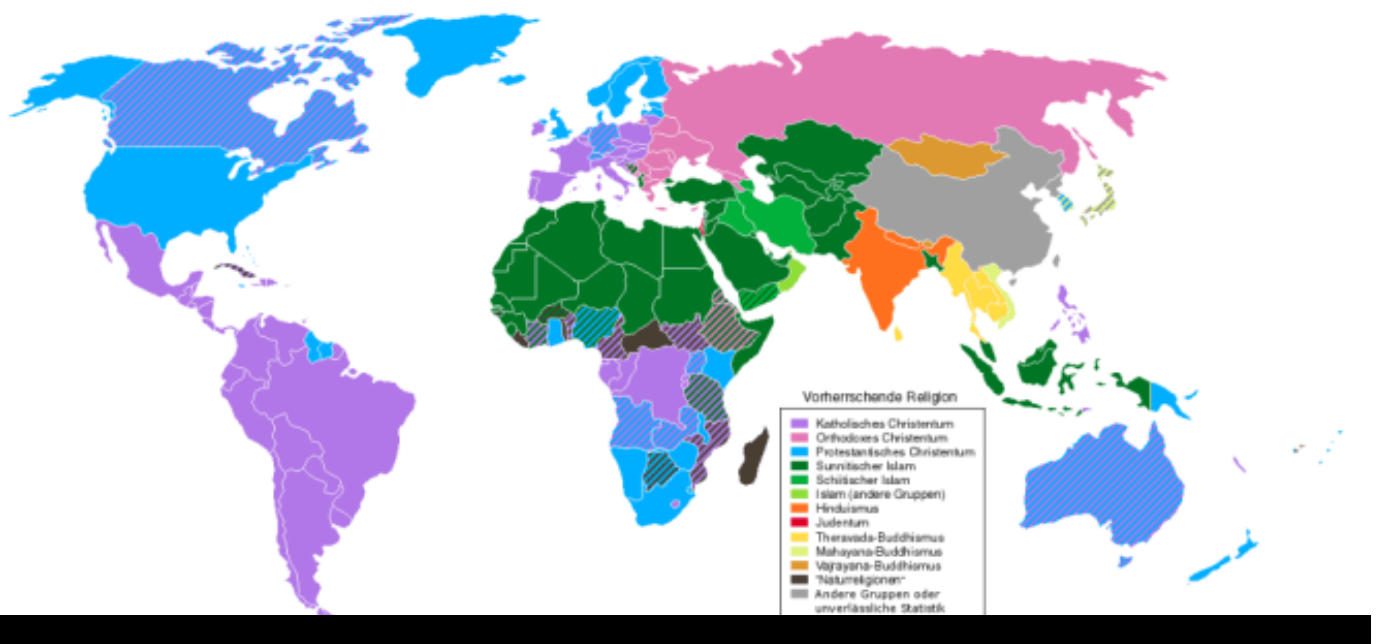 Vorherrschende Religion
Katholisches Christentum
Orthodoxes Christentum
Protestantisches Christentum
Sunnitischer Islam
Schiitischer Islam
Islam (andere Gruppen)
Hinduismus
Judentum
Theravada-Buddhismus
Mahayana-Buddhismus
Vajrayana-Buddhismus
"Naturreligionen"
Andere Gruppen oder
unverlässliche Statistik